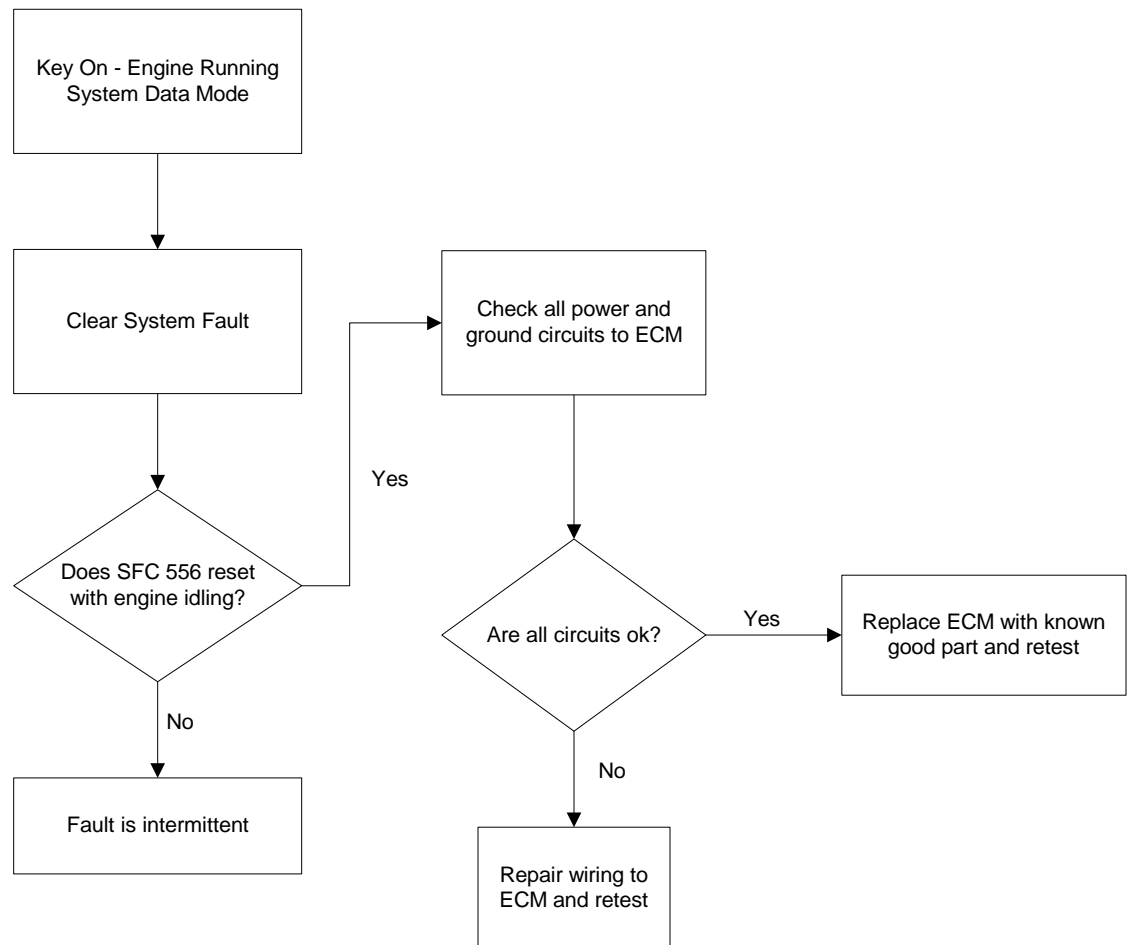 Key On - Engine Running
System Data Mode
Clear System Fault
Does SFC 556 reset
with engine idling?
Yes
No
Fault is intermittent
Check all power and
ground circuits to ECM
Are all circuits ok?
Yes
No
Replace ECM with known
good part and retest
Repair wiring to
ECM and retest